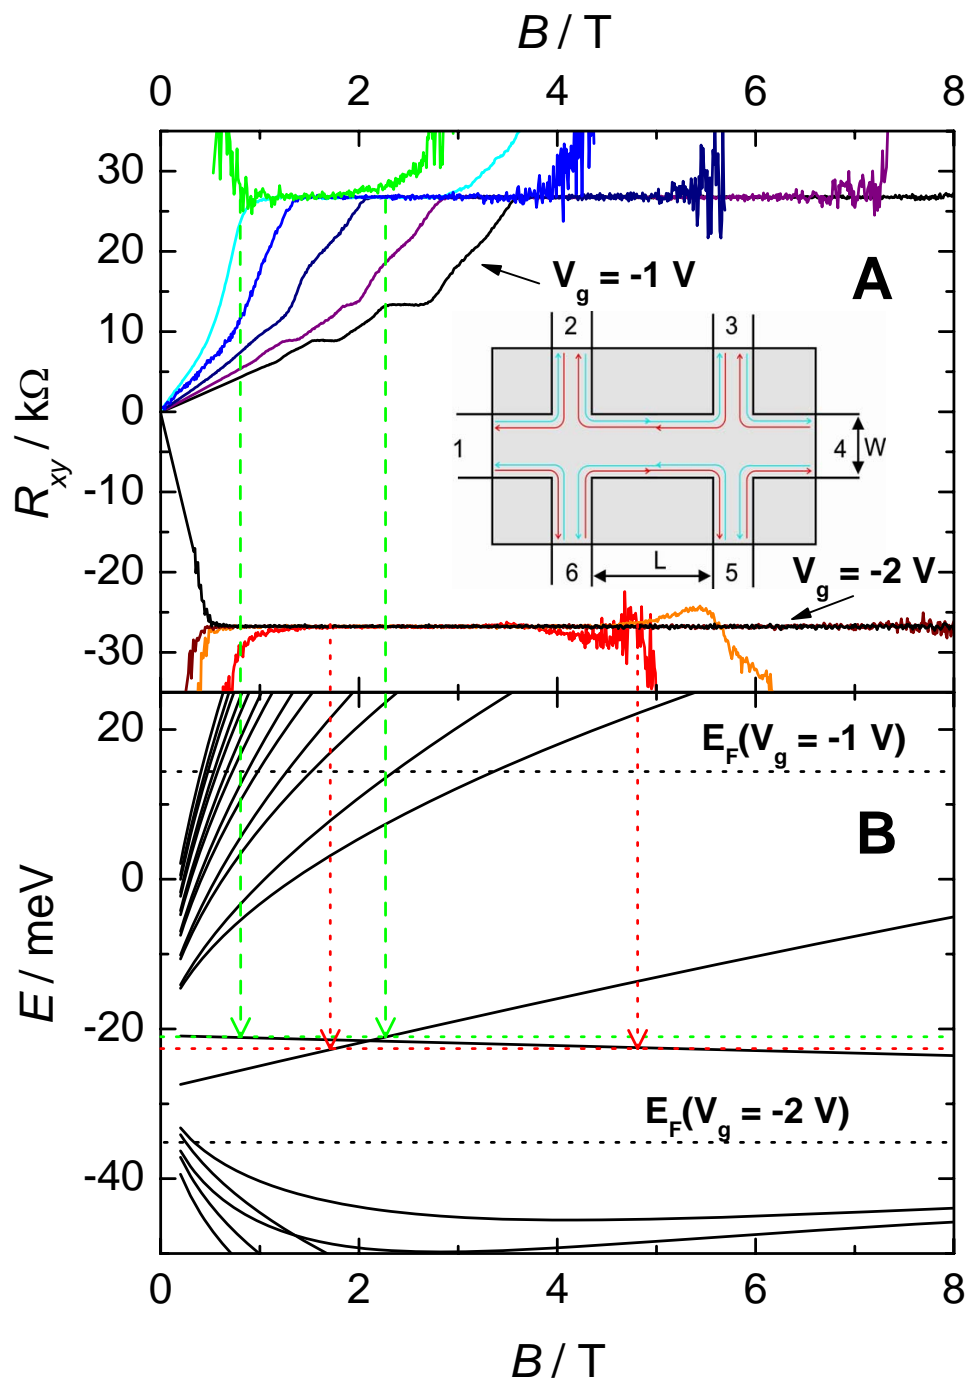 B / T
0 2 4 6 8
30
20
10
0
-10
-20
-30
R_xy / kΩ
V_g = -1 V
A
2 3
1 4 W
6 L 5
V_g = -2 V
20
0
-20
-40
E / meV
E_F(V_g = -1 V)
B
E_F(V_g = -2 V)
0 2 4 6 8
B / T